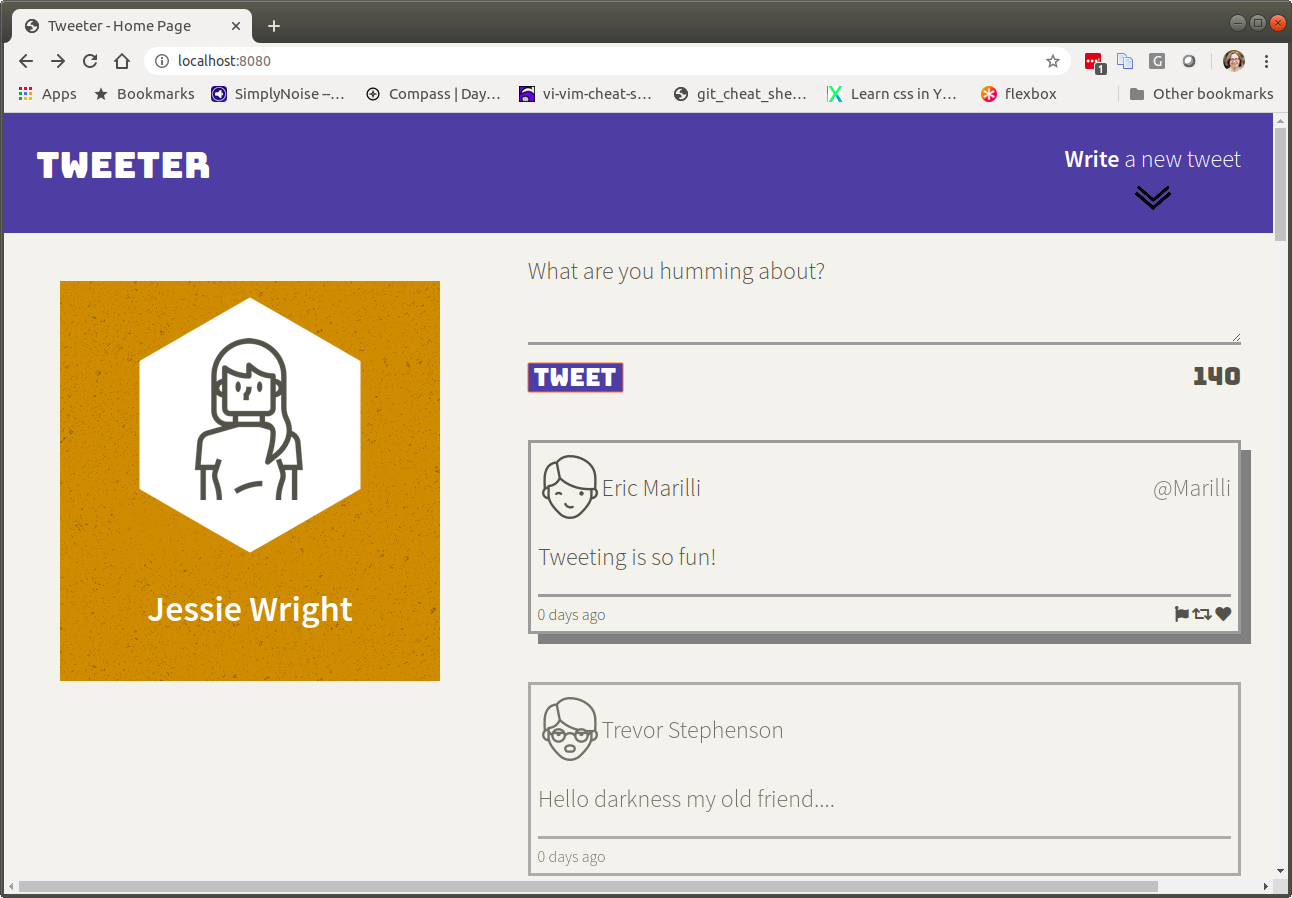 Tweeter - Home Page
localhost:8080
1
G
Apps
Bookmarks
SimplyNoise –...
Compass | Day...
vi-vim-cheat-s...
git_cheat_she...
Learn css in Y...
flexbox
Other bookmarks
TWEETER
Write a new tweet
What are you humming about?
TWEET
140
Jessie Wright
Eric Marilli
@Marilli
Tweeting is so fun!
0 days ago
Trevor Stephenson
Hello darkness my old friend....
0 days ago